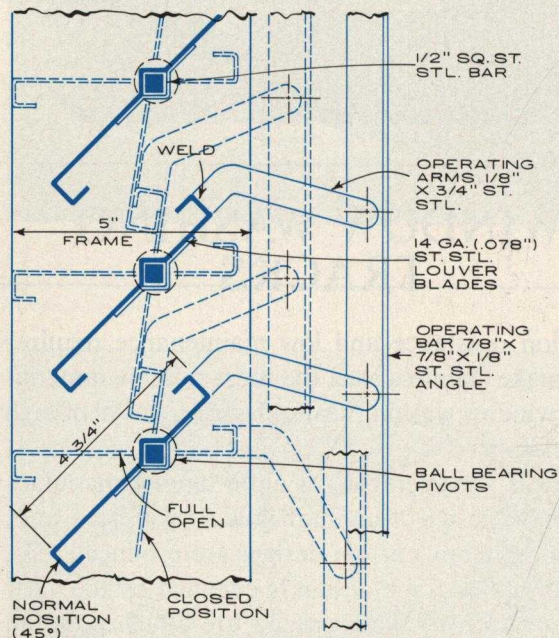 1/2" SQ. ST.
STL. BAR
WELD
OPERATING
ARMS 1/8"
X 3/4" ST.
STL.
5"
FRAME
14 GA. (.078")
ST. STL.
LOUVER
BLADES
OPERATING
BAR 7/8" X
7/8" X 1/8"
ST. STL.
ANGLE
4 3/4"
BALL BEARING
PIVOTS
FULL
OPEN
CLOSED
POSITION
NORMAL
POSITION
(45°)